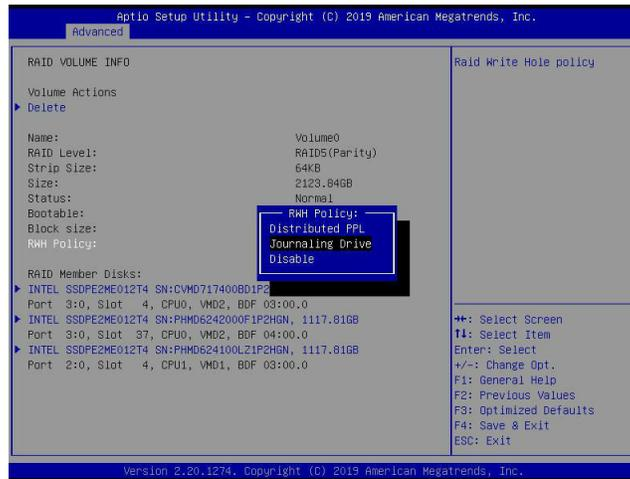 Aptio Setup Utility – Copyright (C) 2019 American Megatrends, Inc.
Advanced
RAID VOLUME INFO
Raid Write Hole policy
Volume Actions
Delete
Name: Volume0
RAID Level: RAID5(Parity)
Strip Size: 64KB
Size: 2123.84GB
Status: Normal
Bootable:
Block size:
RWH Policy:
RWH Policy:
Distributed PPL
Journaling Drive
Disable
RAID Member Disks:
INTEL SSDPE2ME012T4 SN:CVMD717400BD1P2
Port 3:0, Slot 4, CPU0, VMD2, BDF 03:00.0
INTEL SSDPE2ME012T4 SN:PHMD6242000F1P2HGN, 1117.81GB
Port 3:0, Slot 37, CPU0, VMD2, BDF 04:00.0
INTEL SSDPE2ME012T4 SN:PHMD624100LZ1P2HGN, 1117.81GB
Port 2:0, Slot 4, CPU1, VMD1, BDF 03:00.0
→←: Select Screen
↑↓: Select Item
Enter: Select
+/-: Change Opt.
F1: General Help
F2: Previous Values
F3: Optimized Defaults
F4: Save & Exit
ESC: Exit
Version 2.20.1274. Copyright (C) 2019 American Megatrends, Inc.